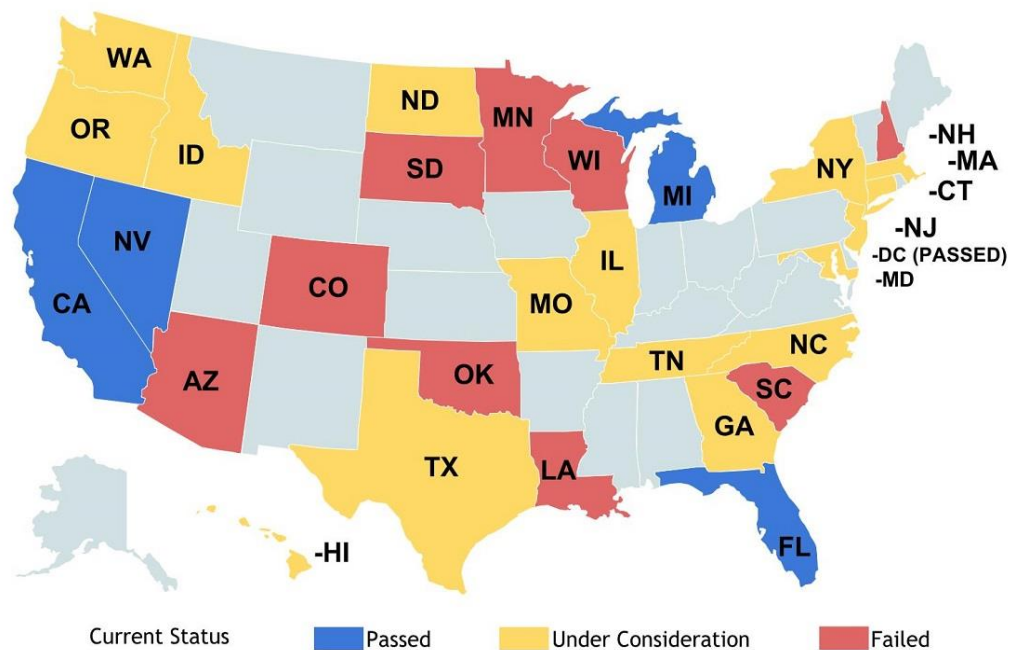 WA
OR
ID
ND
MN
SD
WI
MI
NY
-NH
-MA
-CT
-NJ
-DC (PASSED)
-MD
CA
NV
CO
IL
MO
AZ
OK
TN
NC
SC
GA
TX
LA
FL
-HI
Current Status
Passed
Under Consideration
Failed